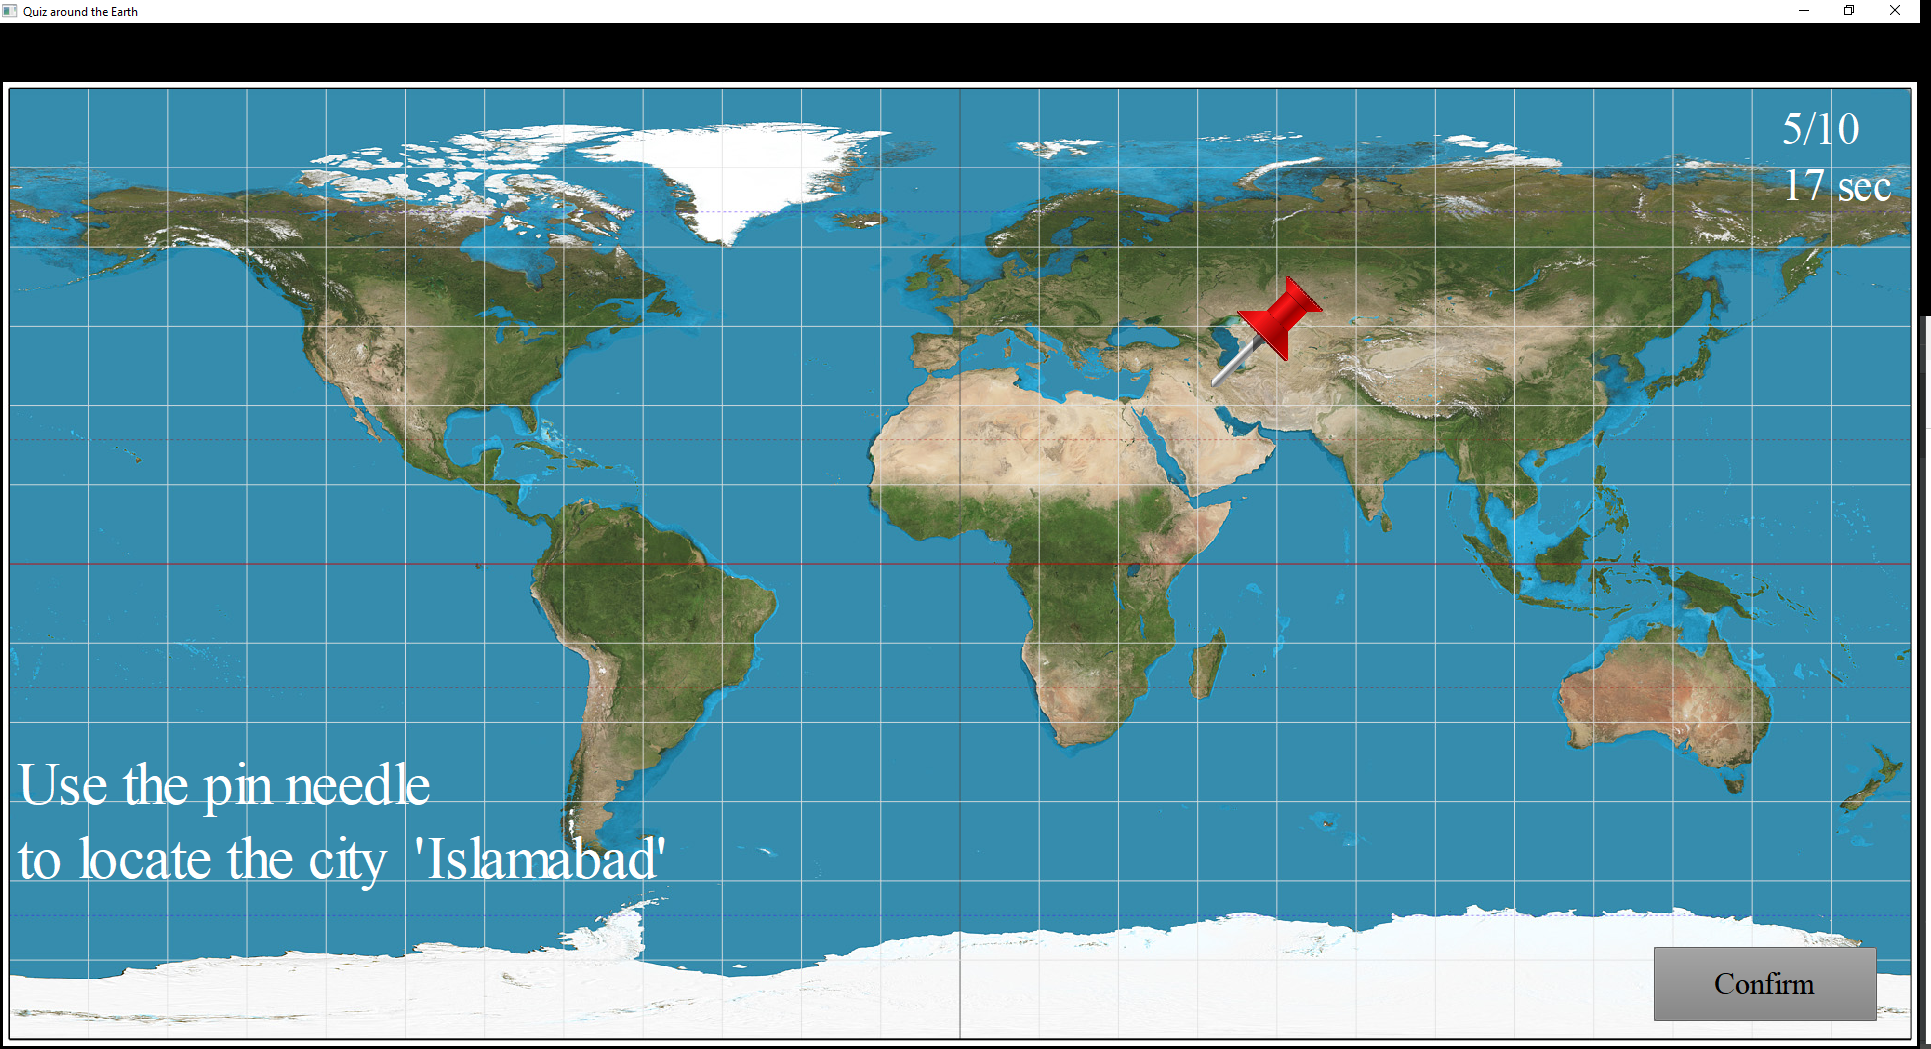 Quiz around the Earth
5/10
17 sec
Use the pin needle
to locate the city 'Islamabad'
Confirm